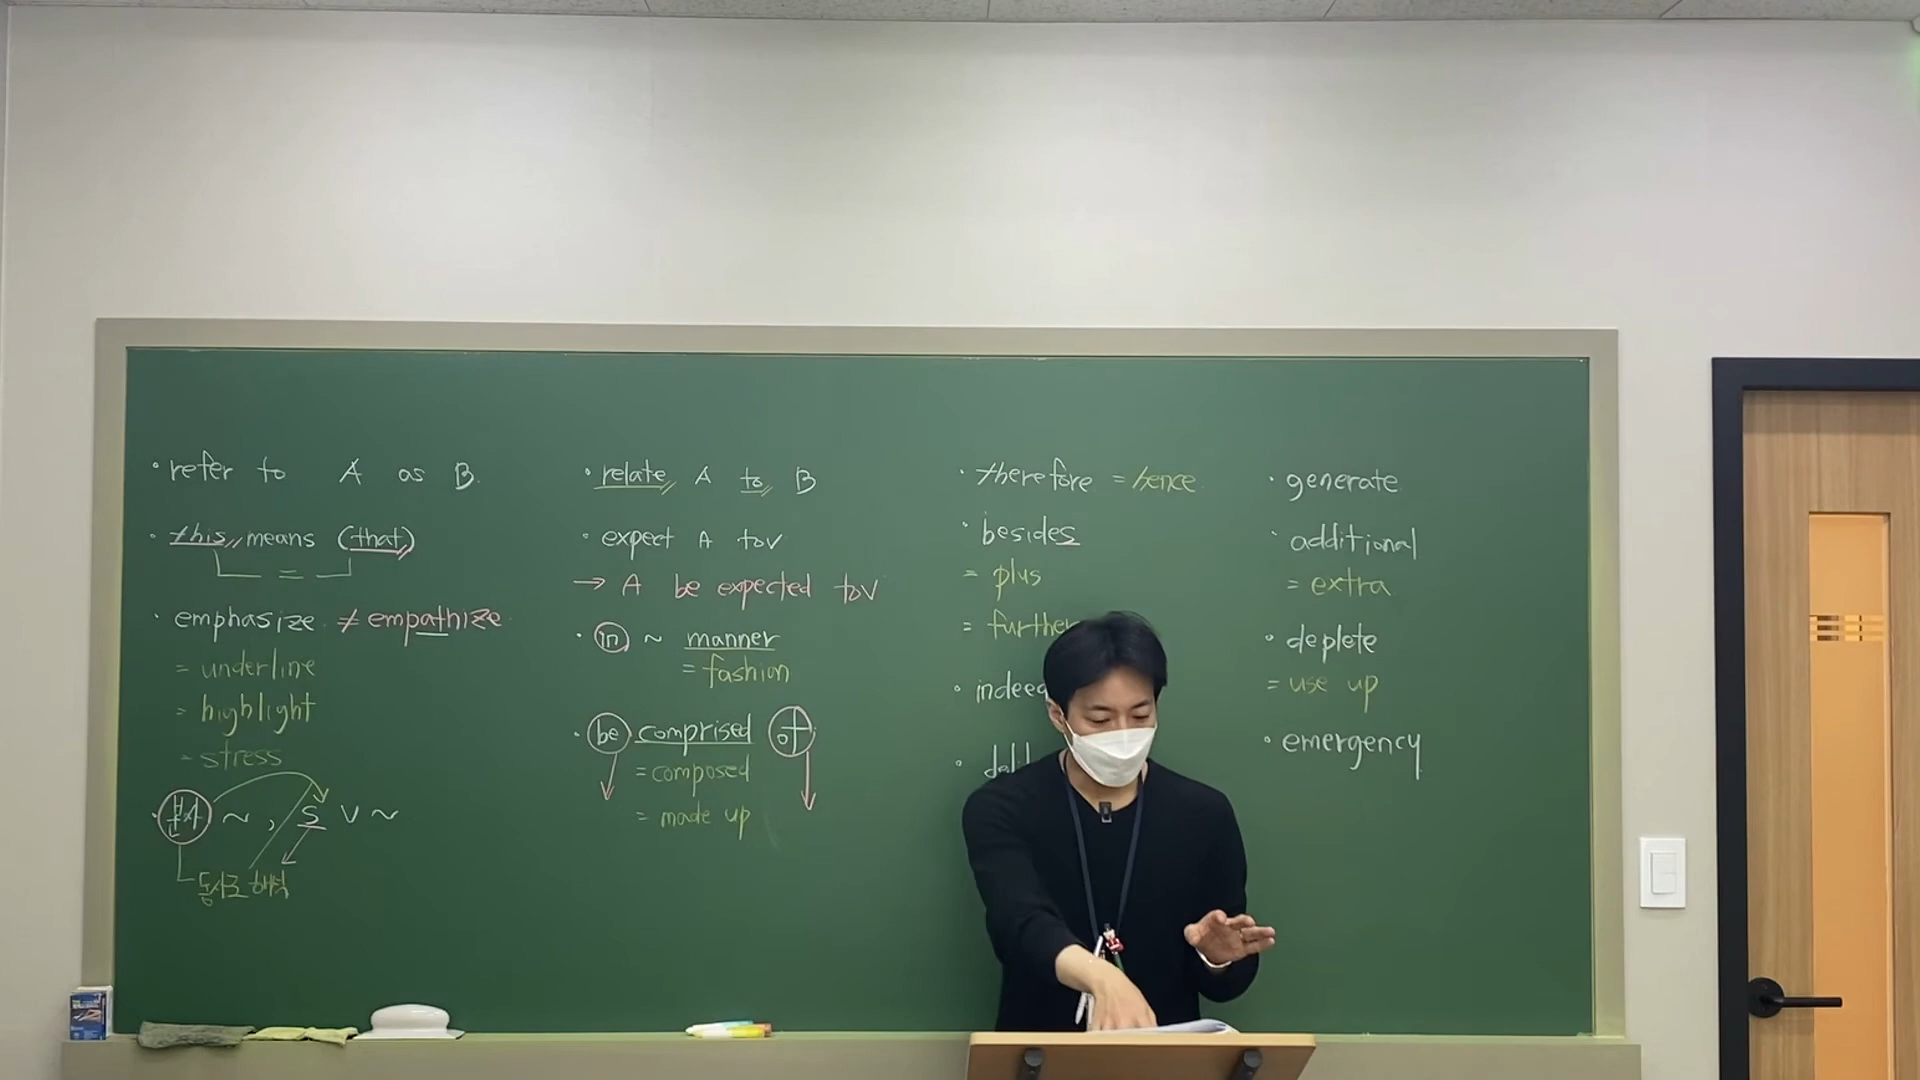 · refer to A as B.
· this means (that)
=
· emphasize ≠ empathize
= underline
= highlight
= stress
· 분사 ~, S V ~
동사로 해석
· relate A to B
· expect A to V
→ A be expected to V
· in ~ manner
= fashion
· be comprised of
= composed
= made up
· therefore = hence
· besides
= plus
= further
· indeed
· generate
· additional
= extra
· deplete
= use up
· emergency